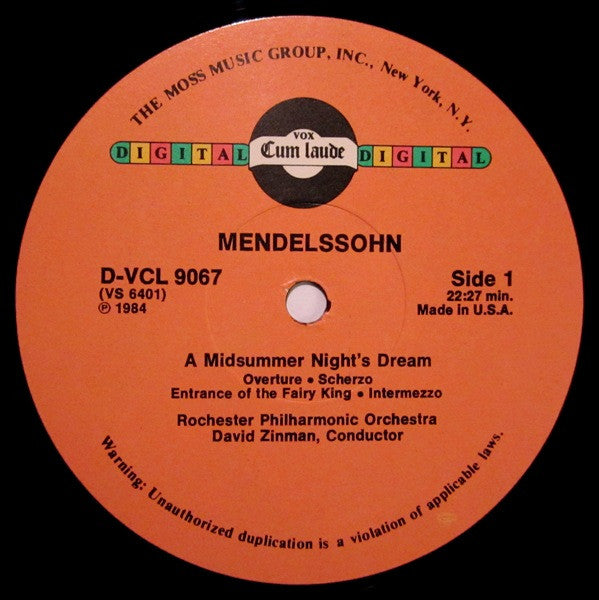 THE MOSS MUSIC GROUP, INC., New York, N.Y.
VOX
DIGITAL Cum laude DIGITAL
MENDELSSOHN
D-VCL 9067
(VS 6401)
℗ 1984
Side 1
22:27 min.
Made in U.S.A.
A Midsummer Night's Dream
Overture • Scherzo
Entrance of the Fairy King • Intermezzo
Rochester Philharmonic Orchestra
David Zinman, Conductor
Warning: Unauthorized duplication is a violation of applicable laws.